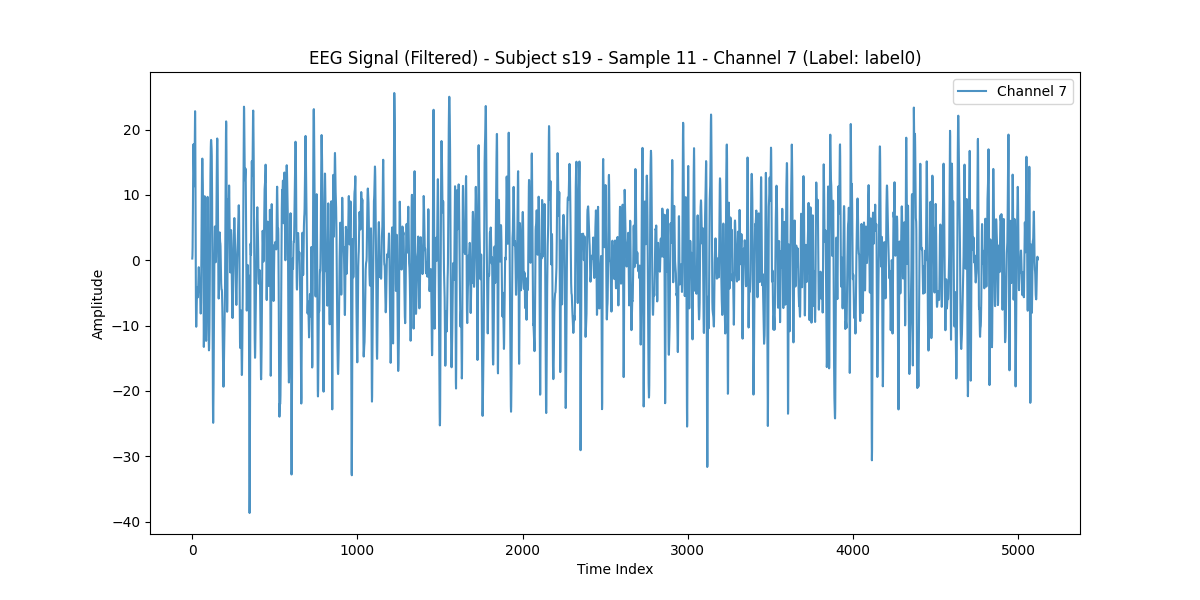 EEG Signal (Filtered) - Subject s19 - Sample 11 - Channel 7 (Label: label0)
Channel 7
20
10
0
−10
−20
−30
−40
Amplitude
0 1000 2000 3000 4000 5000
Time Index